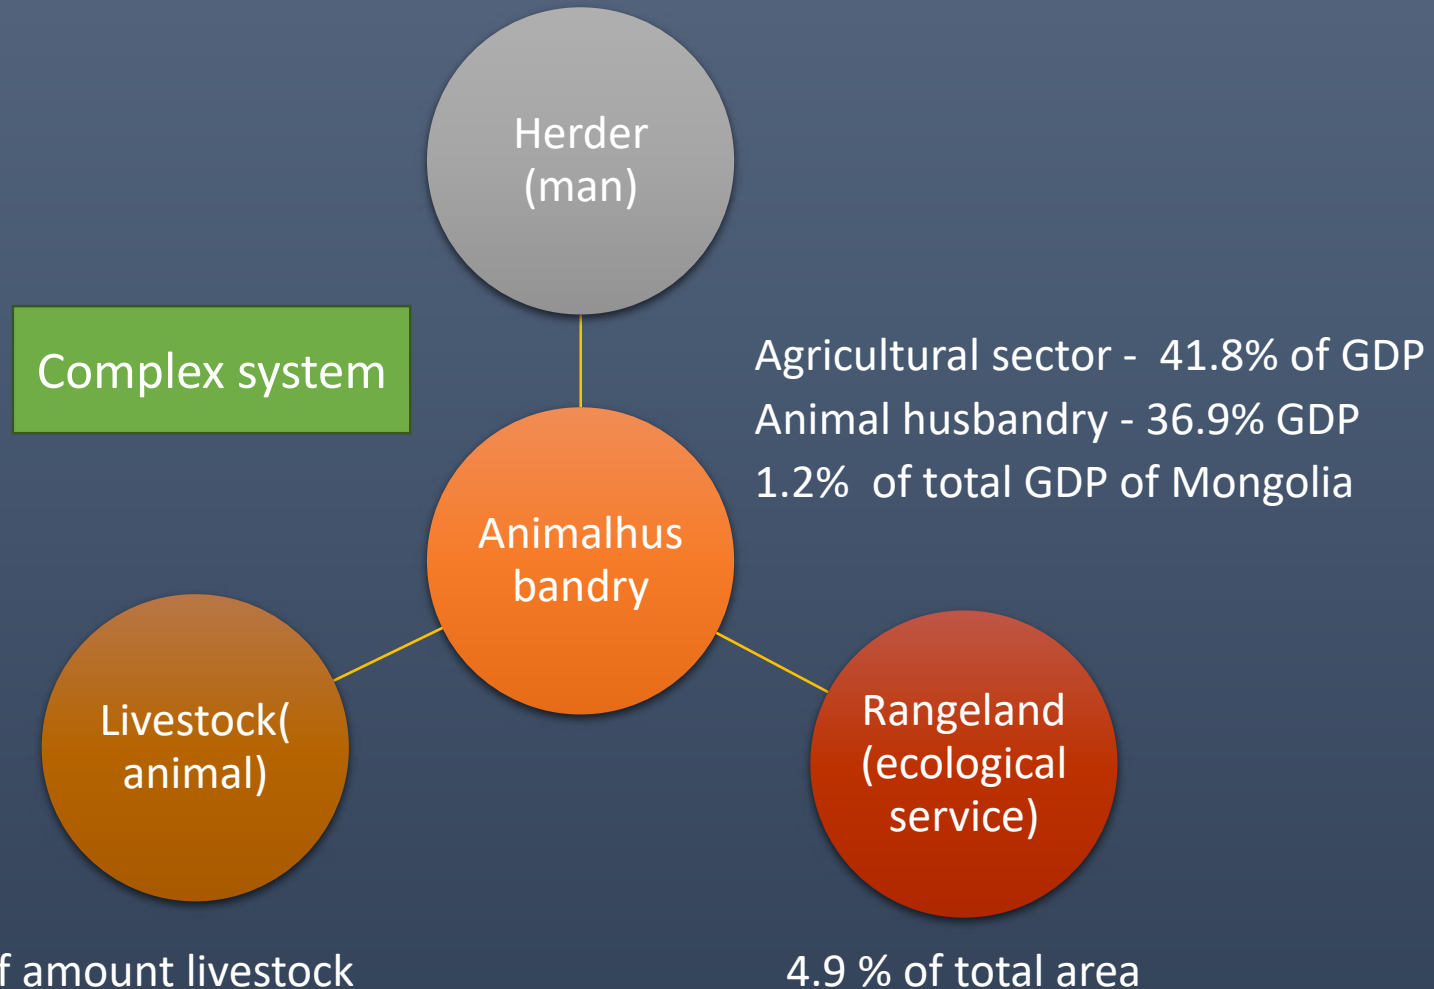 Herder
(man)
Complex system
Agricultural sector - 41.8% of GDP
Animal husbandry - 36.9% GDP
1.2% of total GDP of Mongolia
Animalhus
bandry
Livestock(
animal)
Rangeland
(ecological
service)
amount livestock
4.9 % of total area